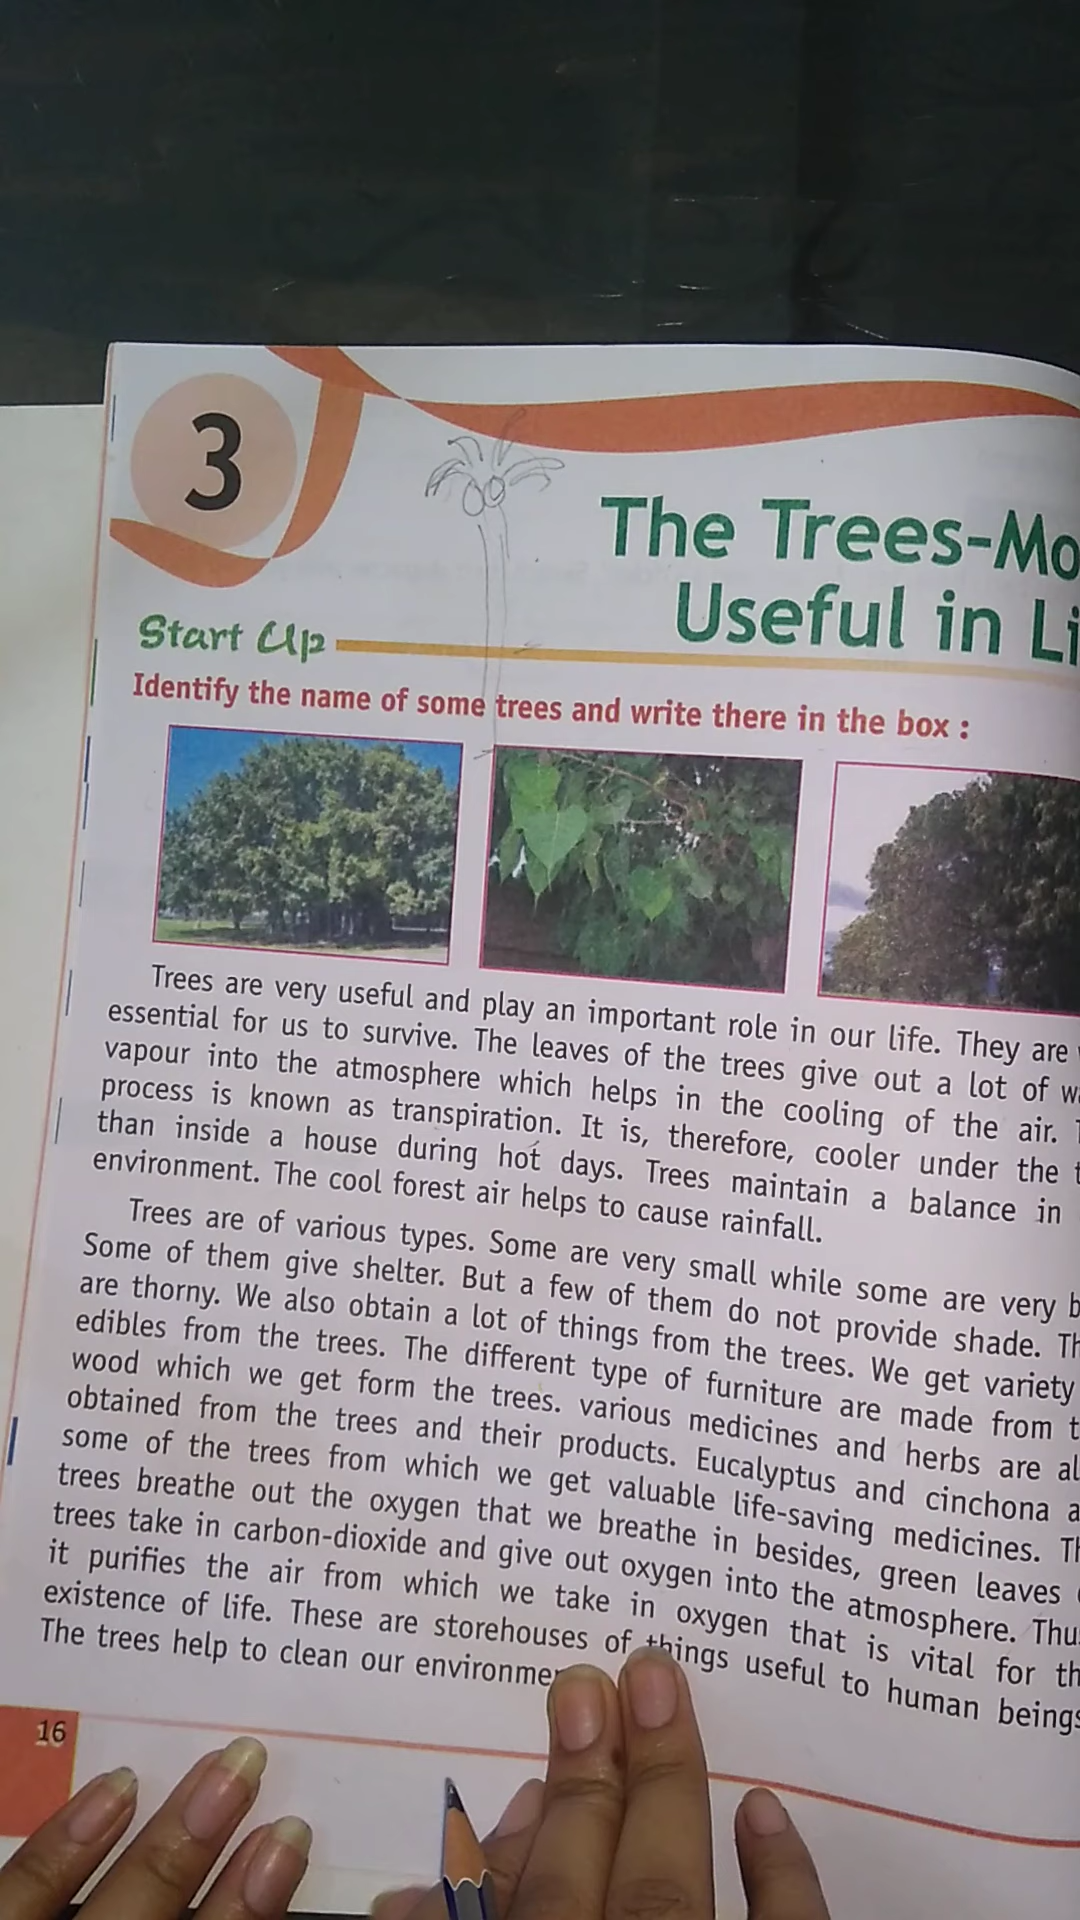 3
The Trees-Mo
Useful in Li
Start Up
Identify the name of some trees and write there in the box :
Trees are very useful and play an important role in our life. They are
essential for us to survive. The leaves of the trees give out a lot of
vapour into the atmosphere which helps in the cooling of the air.
process is known as transpiration. It is, therefore, cooler under the
than inside a house during hot days. Trees maintain a balance in
environment. The cool forest air helps to cause rainfall.
Trees are of various types. Some are very small while some are very
Some of them give shelter. But a few of them do not provide shade.
are thorny. We also obtain a lot of things from the trees. We get variety
edibles from the trees. The different type of furniture are made from
wood which we get form the trees. various medicines and herbs are
obtained from the trees and their products. Eucalyptus and cinchona
some of the trees from which we get valuable life-saving medicines.
trees breathe out the oxygen that we breathe in besides, green leaves
trees take in carbon-dioxide and give out oxygen into the atmosphere.
it purifies the air from which we take in oxygen that is vital for
existence of life. These are storehouses of things useful to human beings
The trees help to clean our
16